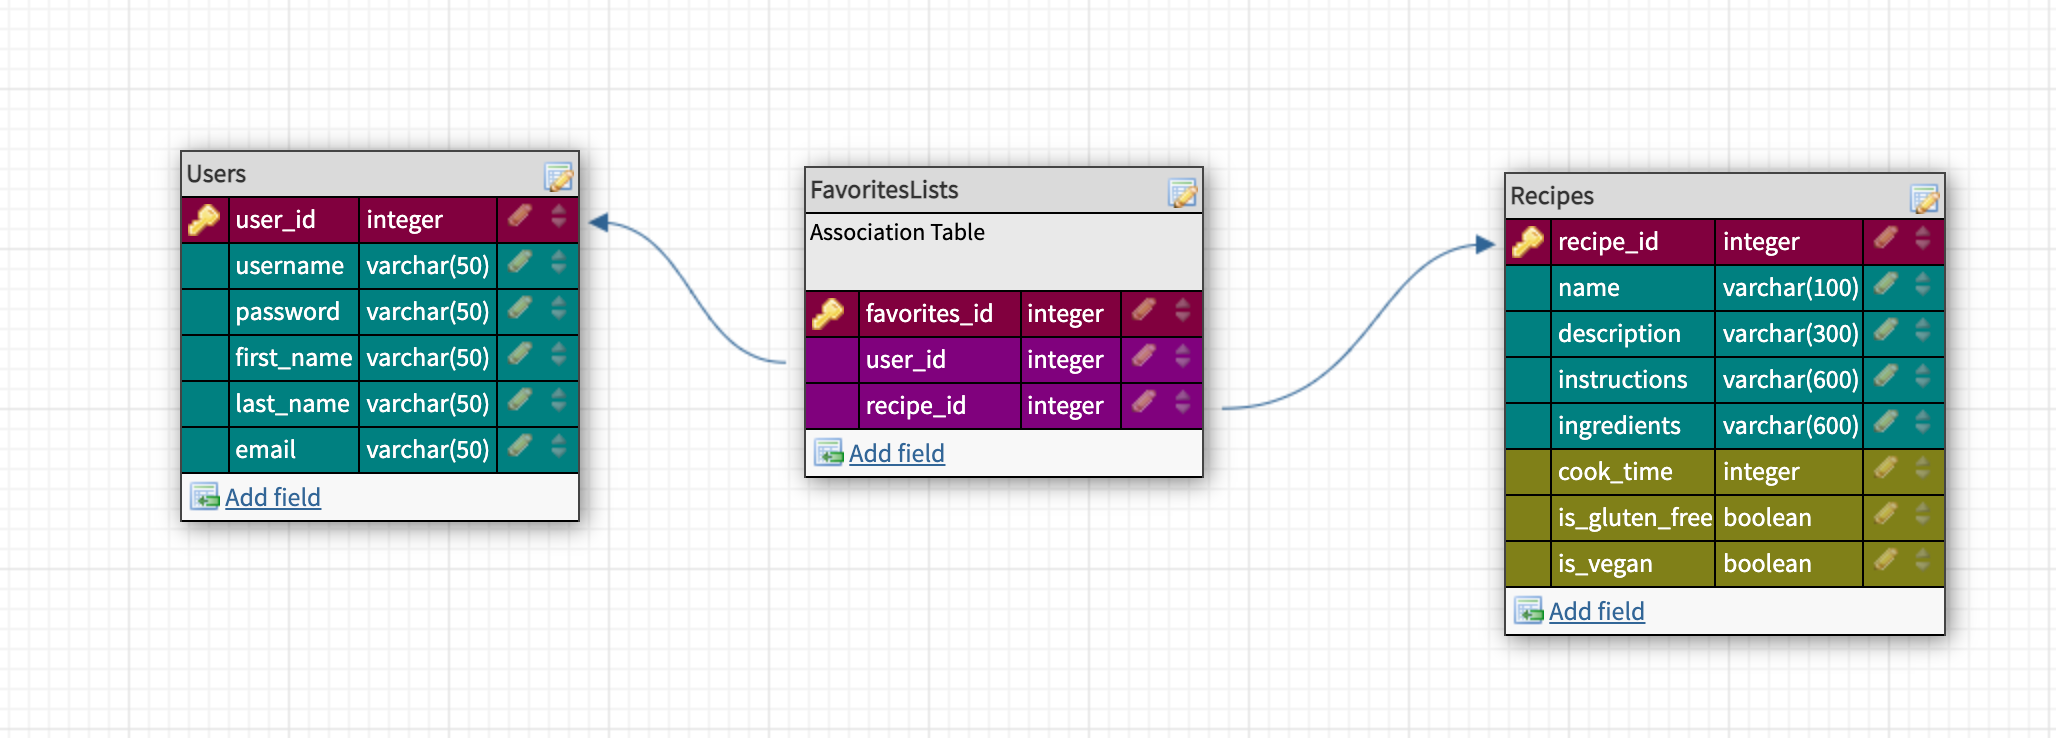 Users
user_id integer
username varchar(50)
password varchar(50)
first_name varchar(50)
last_name varchar(50)
email varchar(50)
Add field
FavoritesLists
Association Table
favorites_id integer
user_id integer
recipe_id integer
Add field
Recipes
recipe_id integer
name varchar(100)
description varchar(300)
instructions varchar(600)
ingredients varchar(600)
cook_time integer
is_gluten_free boolean
is_vegan boolean
Add field